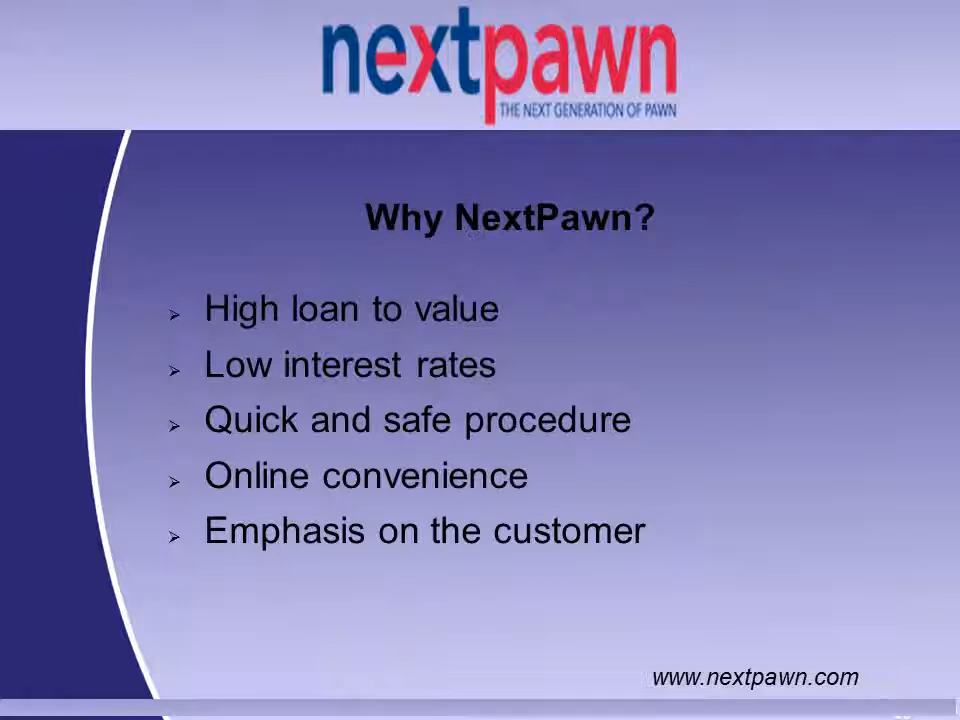 nextpawn
THE NEXT GENERATION OF PAWN
Why NextPawn?
High loan to value
Low interest rates
Quick and safe procedure
Online convenience
Emphasis on the customer
www.nextpawn.com